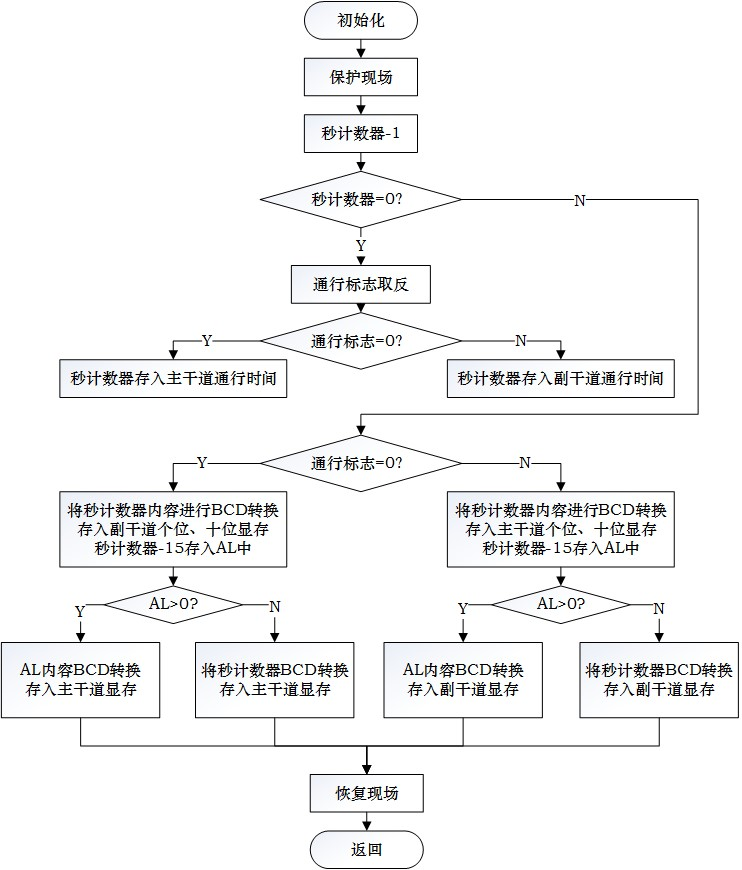 初始化
保护现场
秒计数器-1
秒计数器=0?
N
Y
通行标志取反
通行标志=0?
Y
N
秒计数器存入主干道通行时间
秒计数器存入副干道通行时间
通行标志=0?
Y
N
将秒计数器内容进行BCD转换
存入副干道个位、十位显存
秒计数器-15存入AL中
将秒计数器内容进行BCD转换
存入主干道个位、十位显存
秒计数器-15存入AL中
AL>0?
Y
N
AL>0?
Y
N
AL内容BCD转换
存入主干道显存
将秒计数器BCD转换
存入主干道显存
AL内容BCD转换
存入副干道显存
将秒计数器BCD转换
存入副干道显存
恢复现场
返回